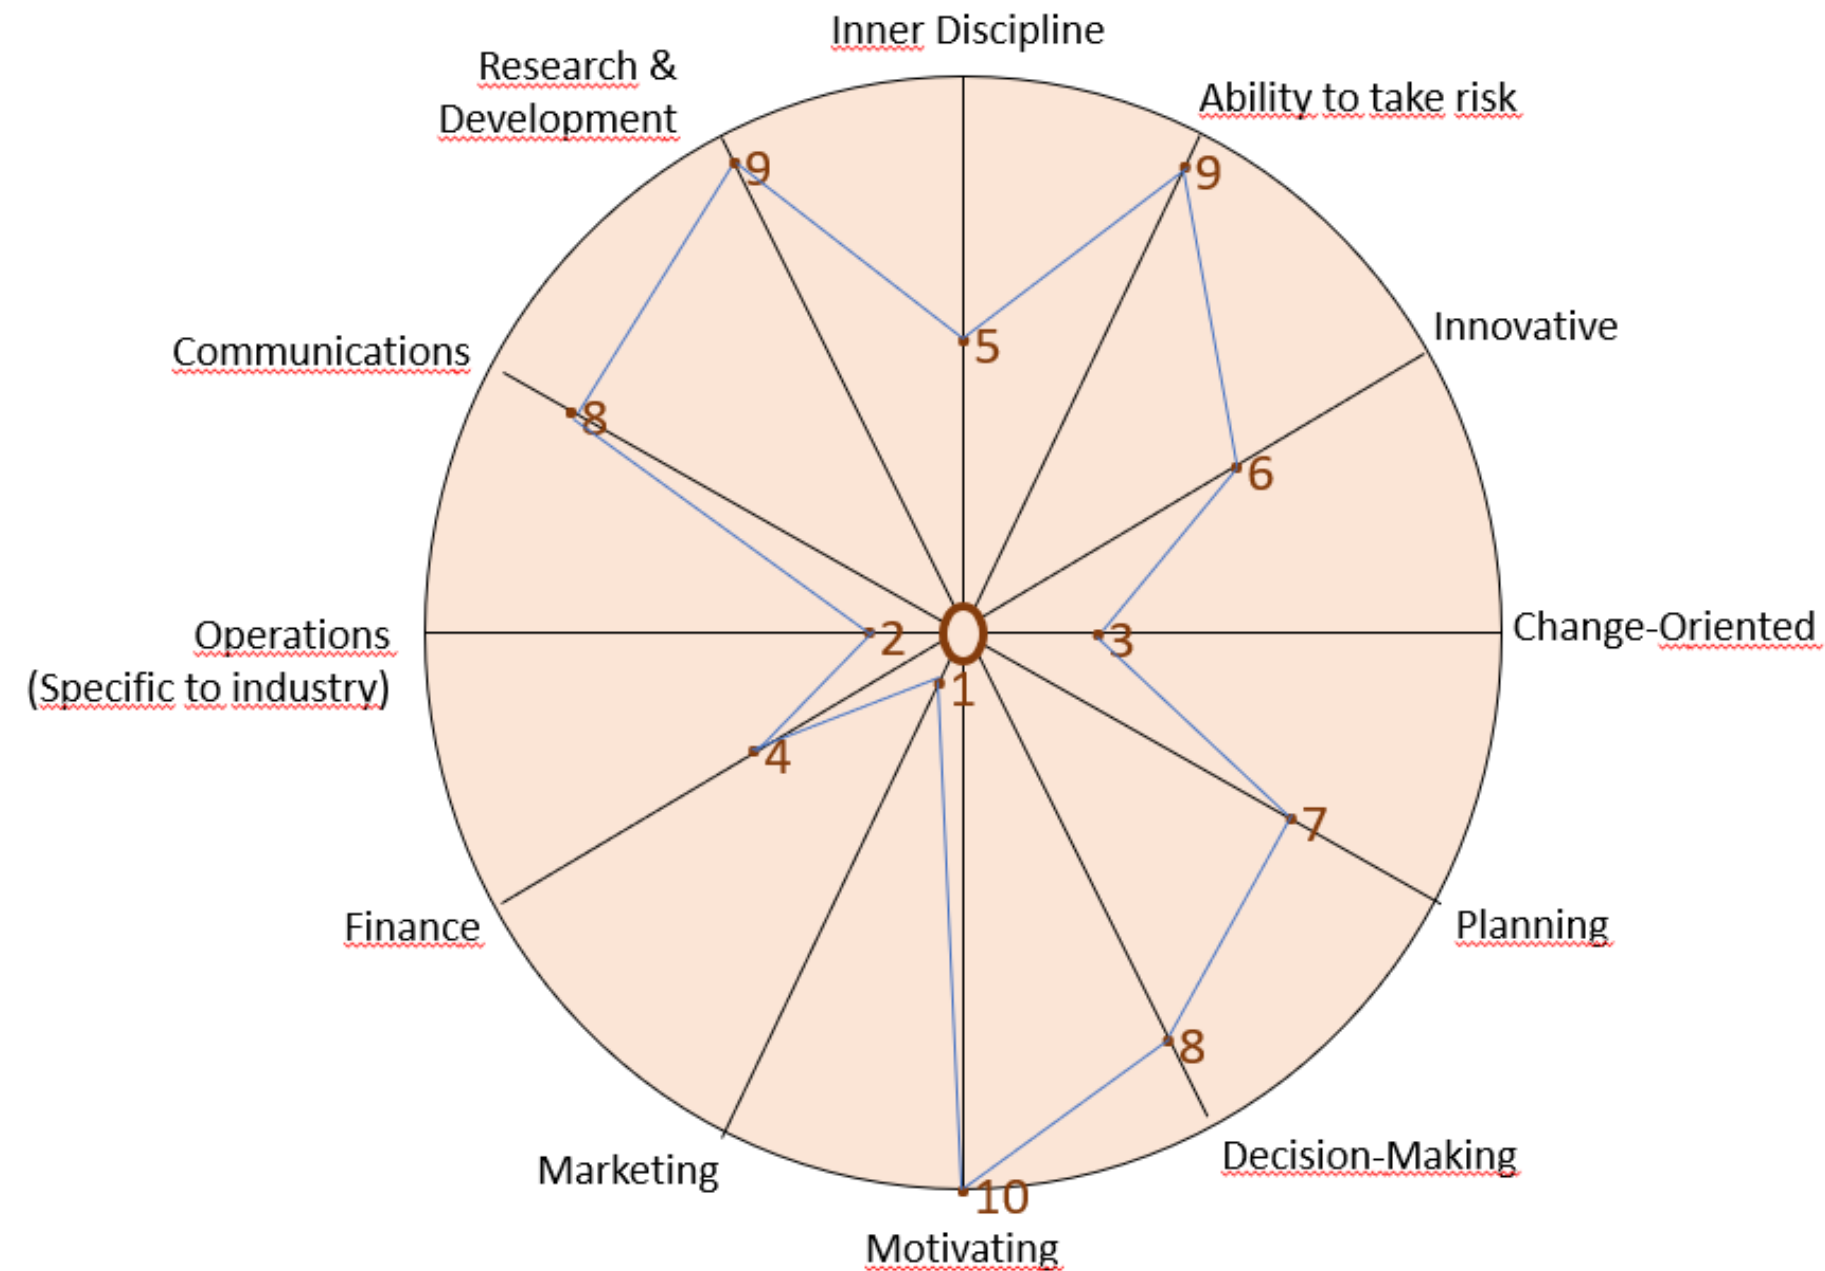 Inner Discipline
Research &
Development
Ability to take risk
9
9
Innovative
5
Communications
8
6
Operations
(Specific to industry)
2
0
3
Change-Oriented
1
4
7
Finance
Planning
8
Marketing
Decision-Making
10
Motivating